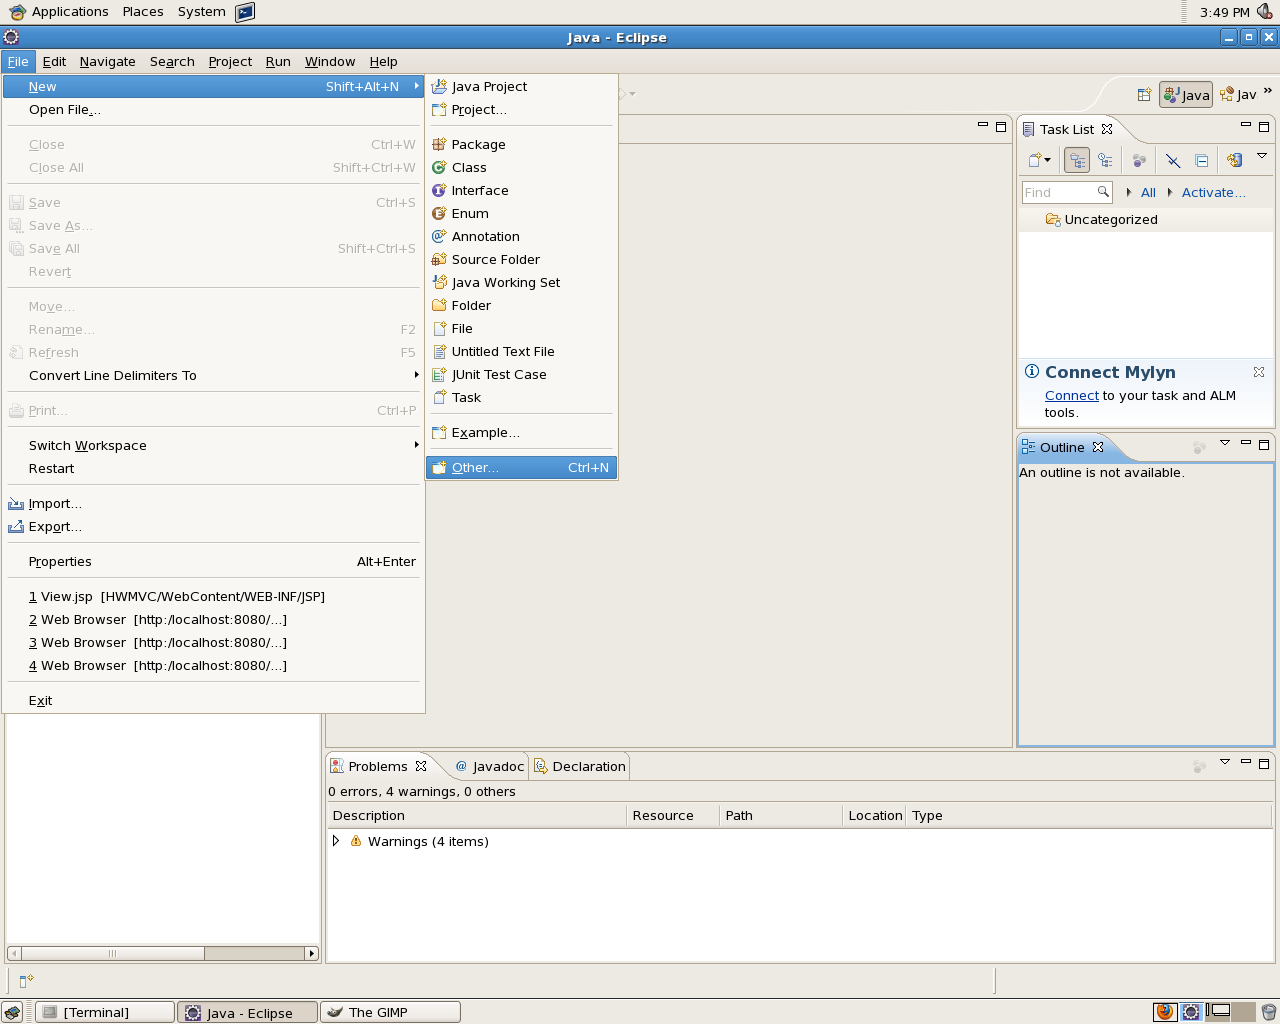 Applications Places System 3:49 PM
Java - Eclipse
File Edit Navigate Search Project Run Window Help
New Shift+Alt+N
Open File...
Close Ctrl+W
Close All Shift+Ctrl+W
Save Ctrl+S
Save As...
Save All Shift+Ctrl+S
Revert
Move...
Rename... F2
Refresh F5
Convert Line Delimiters To
Print... Ctrl+P
Switch Workspace
Restart
Import...
Export...
Properties Alt+Enter
1 View.jsp [HWMVC/WebContent/WEB-INF/JSP]
2 Web Browser [http:/localhost:8080/...]
3 Web Browser [http:/localhost:8080/...]
4 Web Browser [http:/localhost:8080/...]
Exit
Java Project
Project...
Package
Class
Interface
Enum
Annotation
Source Folder
Java Working Set
Folder
File
Untitled Text File
JUnit Test Case
Task
Example...
Other... Ctrl+N
Java Jav »
Task List
Find All Activate...
Uncategorized
Connect Mylyn
Connect to your task and ALM
tools.
Outline
An outline is not available.
Problems @ Javadoc Declaration
0 errors, 4 warnings, 0 others
Description Resource Path Location Type
Warnings (4 items)
[Terminal] Java - Eclipse The GIMP